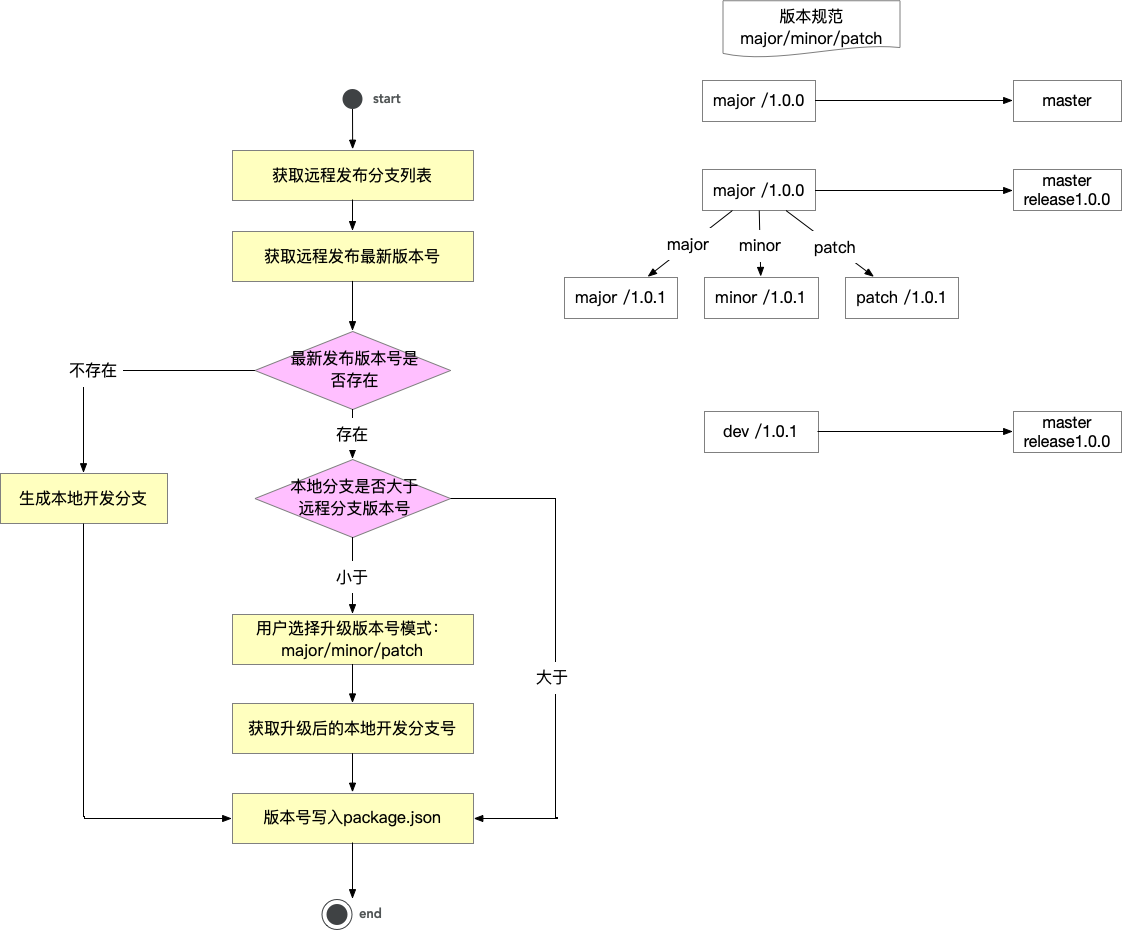 版本规范
major/minor/patch
start
major /1.0.0
master
获取远程发布分支列表
major /1.0.0
master
release1.0.0
获取远程发布最新版本号
major
minor
patch
major /1.0.1
minor /1.0.1
patch /1.0.1
最新发布版本号是
否存在
不存在
存在
dev /1.0.1
master
release1.0.0
生成本地开发分支
本地分支是否大于
远程分支版本号
小于
用户选择升级版本号模式：
major/minor/patch
大于
获取升级后的本地开发分支号
版本号写入package.json
end